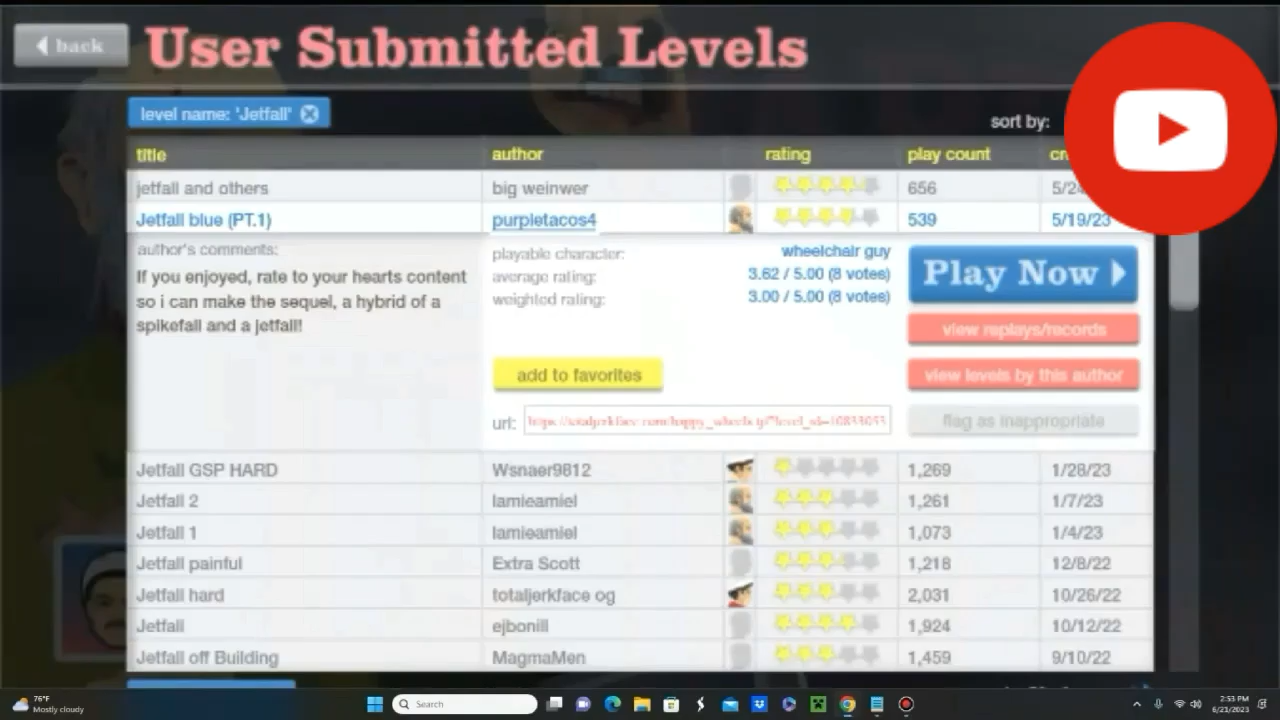 back
User Submitted Levels
level name: 'Jetfall'
sort by:
title author rating play count
jetfall and others big weinwer 656
Jetfall blue (PT.1) purpletacos4 539 5/19/23
author's comments:
If you enjoyed, rate to your hearts content
so i can make the sequel, a hybrid of a
spikefall and a jetfall!
playable character: wheelchair guy
average rating: 3.62 / 5.00 (8 votes)
weighted rating: 3.00 / 5.00 (8 votes)
Play Now
view replays/records
add to favorites
view levels by this author
url:
flag as inappropriate
Jetfall GSP HARD Wsnaer9812 1,269 1/28/23
Jetfall 2 lamieamiel 1,261 1/7/23
Jetfall 1 lamieamiel 1,073 1/4/23
Jetfall painful Extra Scott 1,218 12/8/22
Jetfall hard totaljerkface og 2,031 10/26/22
Jetfall ejbonill 1,924 10/12/22
Jetfall off Building MagmaMen 1,459 9/10/22
76°F
Mostly cloudy
Search
2:53 PM
6/21/2023